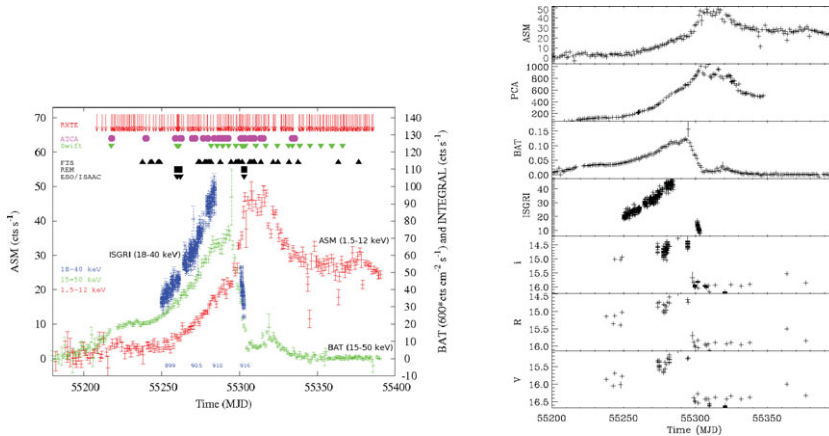 70
60
50
40
30
20
10
0
ASM (cts s⁻¹)
RXTE
ATCA
Swift
FTS
REM
ESO/ISAAC
ISGRI (18-40 keV)
ASM (1.5-12 keV)
18-40 keV
15-50 keV
1.5-12 keV
BAT (15-50 keV)
899 905 910 916
140
130
120
110
100
90
80
70
60
50
40
30
20
10
0
-10
BAT (600*cts cm⁻² s⁻¹) and INTEGRAL (cts s⁻¹)
55200 55250 55300 55350 55400
Time (MJD)
ASM
50
40
30
20
10
0
PCA
1000
800
600
400
200
BAT
0.15
0.10
0.05
0.00
ISGRI
40
30
20
10
i
14.5
15.0
15.5
16.0
R
14.5
15.0
15.5
16.0
V
15.0
15.5
16.0
16.5
55200 55250 55300 55350
Time (MJD)